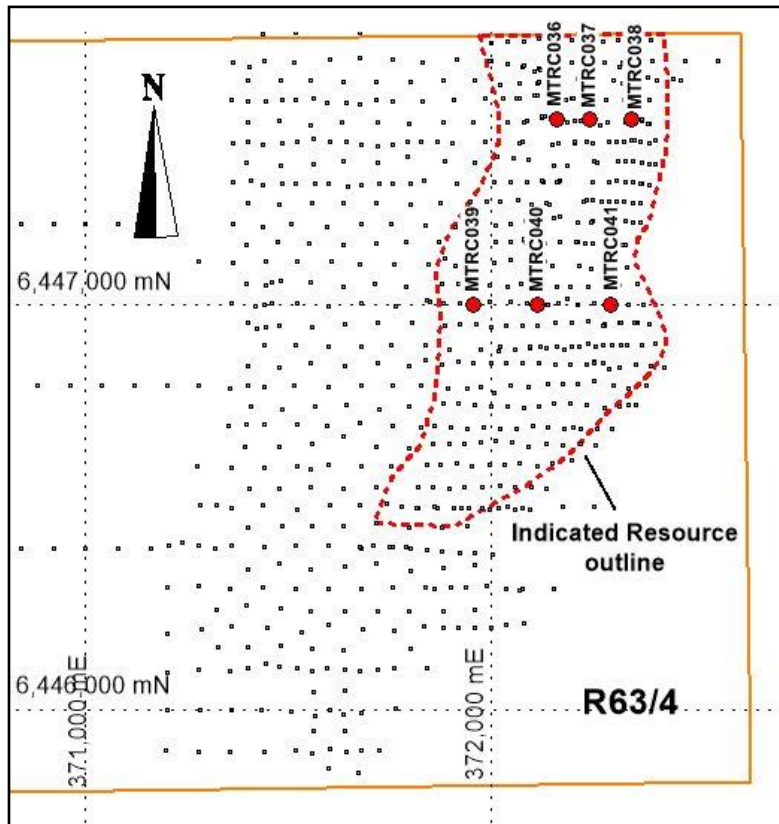 MTRC036
MTRC037
MTRC038
N
MTRC039
MTRC040
MTRC041
6,447,000 mN
Indicated Resource
outline
6,446,000 mN
R63/4
371,000 mE
372,000 mE